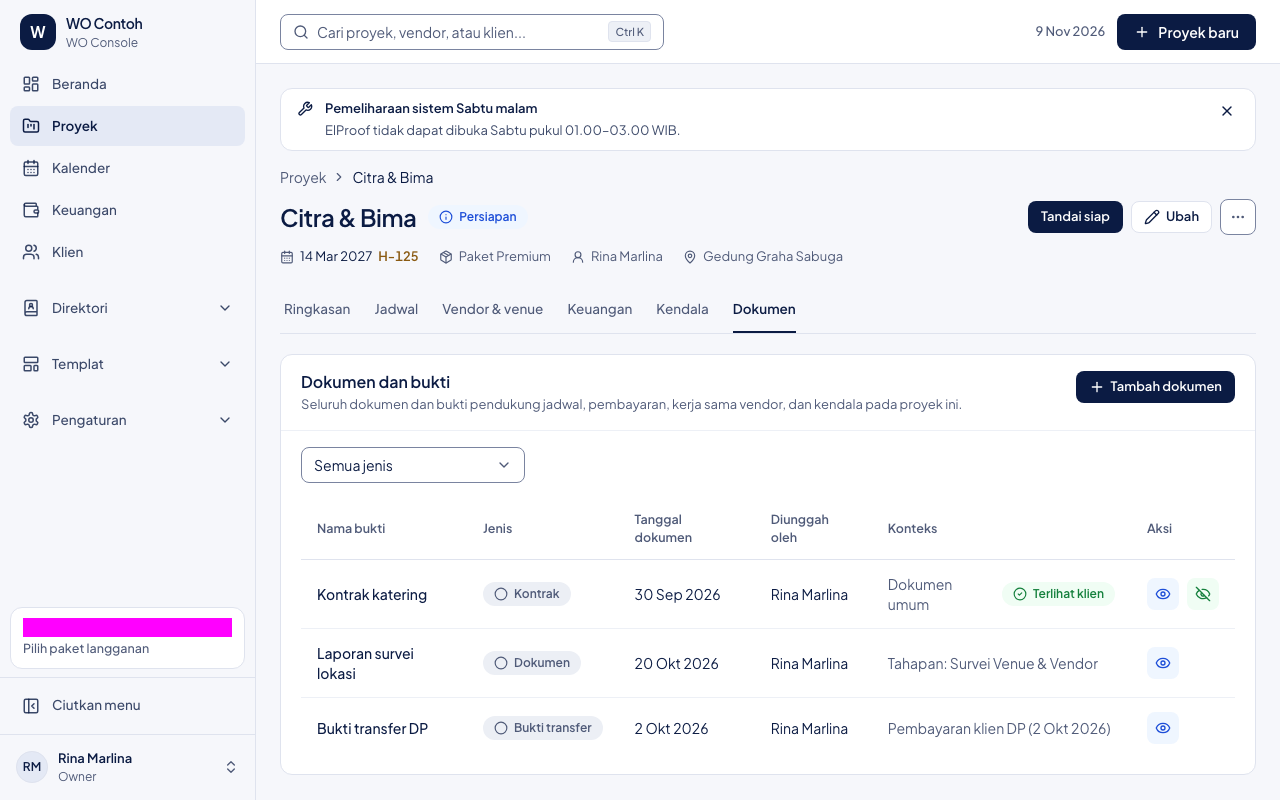 W
WO Contoh
WO Console
Beranda
Proyek
Kalender
Keuangan
Klien
Direktori
Templat
Pengaturan
Pilih paket langganan
Ciutkan menu
RM
Rina Marlina
Owner
Cari proyek, vendor, atau klien...
Ctrl K
9 Nov 2026
Proyek baru
Pemeliharaan sistem Sabtu malam
ElProof tidak dapat dibuka Sabtu pukul 01.00–03.00 WIB.
Proyek > Citra & Bima
Citra & Bima
Persiapan
Tandai siap
Ubah
14 Mar 2027 H-125
Paket Premium
Rina Marlina
Gedung Graha Sabuga
Ringkasan Jadwal Vendor & venue Keuangan Kendala Dokumen
Dokumen dan bukti
Seluruh dokumen dan bukti pendukung jadwal, pembayaran, kerja sama vendor, dan kendala pada proyek ini.
Tambah dokumen
Semua jenis
Nama bukti
Jenis
Tanggal
dokumen
Diunggah
oleh
Konteks
Aksi
Kontrak katering
Kontrak
30 Sep 2026
Rina Marlina
Dokumen
umum
Terlihat klien
Laporan survei
lokasi
Dokumen
20 Okt 2026
Rina Marlina
Tahapan: Survei Venue & Vendor
Bukti transfer DP
Bukti transfer
2 Okt 2026
Rina Marlina
Pembayaran klien DP (2 Okt 2026)